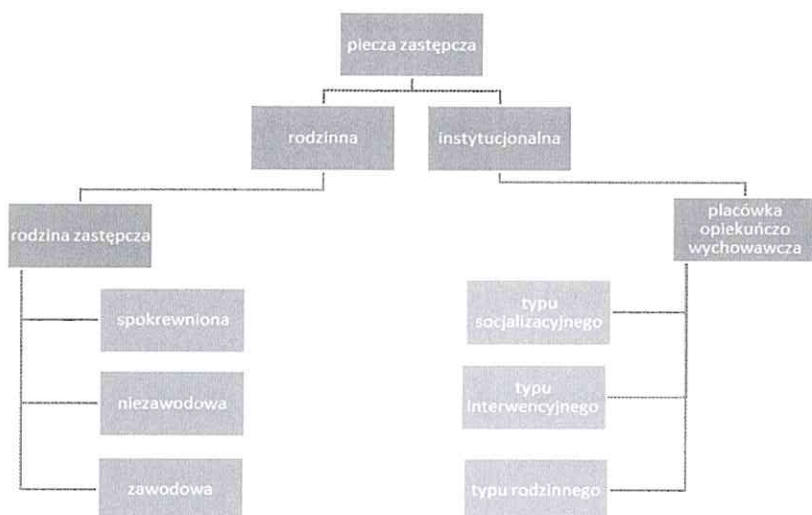 piecza zastępcza
rodzinna
instytucjonalna
rodzina zastępcza
placówka
opiekuńczo
wychowawcza
spokrewniona
typu
socjalizacyjnego
niezawodowa
typu
interwencyjnego
zawodowa
typu rodzinnego